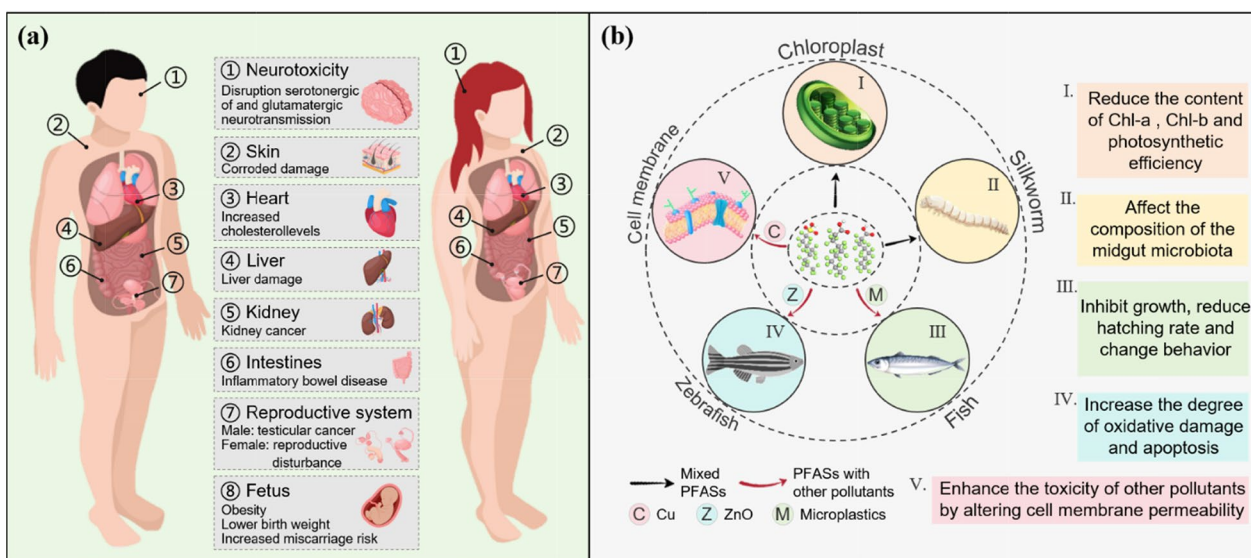 (a)
①
②
③
④
⑤
⑥
⑦
① Neurotoxicity
Disruption serotonergic
of and glutamatergic
neurotransmission
② Skin
Corroded damage
③ Heart
Increased
cholesterollevels
④ Liver
Liver damage
⑤ Kidney
Kidney cancer
⑥ Intestines
Inflammatory bowel disease
⑦ Reproductive system
Male: testicular cancer
Female: reproductive
disturbance
⑧ Fetus
Obesity
Lower birth weight
Increased miscarriage risk
①
②
③
④
⑤
⑥
⑦
(b)
Chloroplast
I
Silkworm
II
Fish
III
Zebrafish
IV
Cell membrane
V
C
Z
M
Mixed
PFASs
PFASs with
other pollutants
C Cu
Z ZnO
M Microplastics
I.
Reduce the content
of Chl-a , Chl-b and
photosynthetic
efficiency
II.
Affect the
composition of the
midgut microbiota
III.
Inhibit growth, reduce
hatching rate and
change behavior
IV.
Increase the degree
of oxidative damage
and apoptosis
V.
Enhance the toxicity of other pollutants
by altering cell membrane permeability